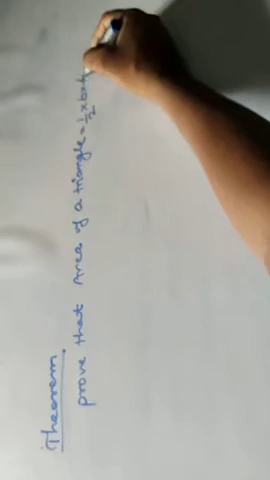 Theorem.
prove that Area of a triangle = 1/2 x b x h